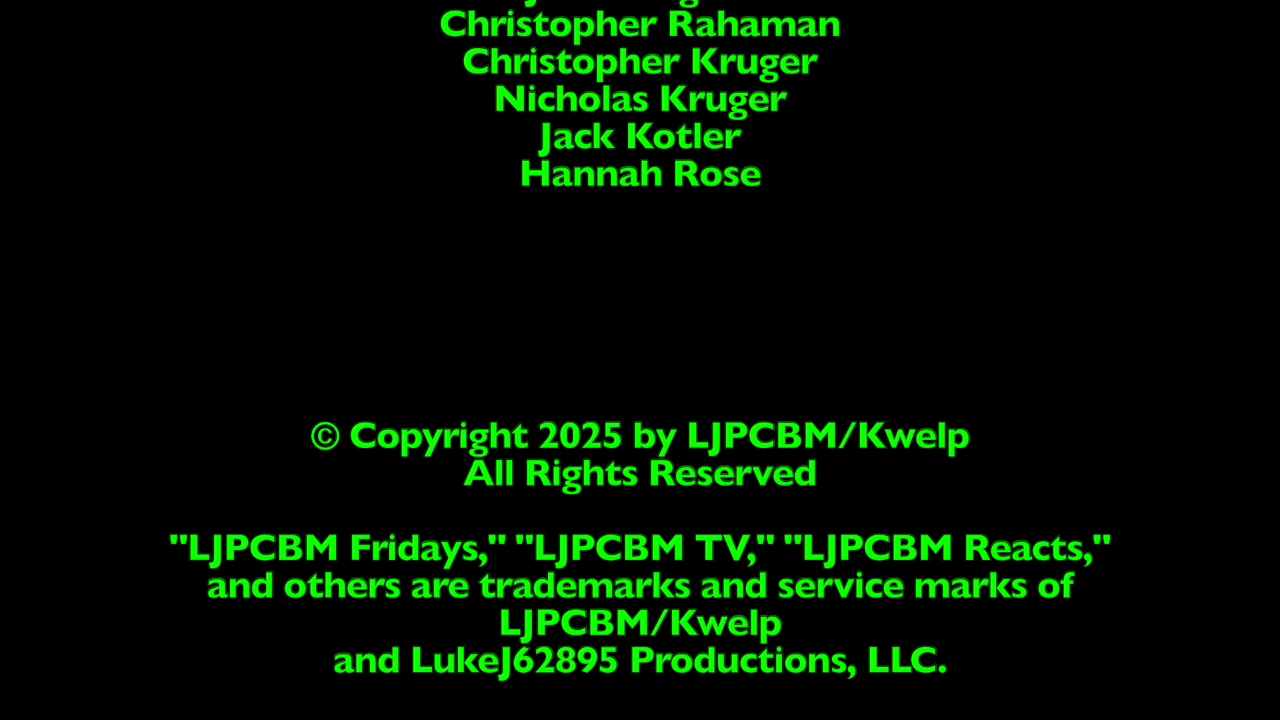 Christopher Rahaman
Christopher Kruger
Nicholas Kruger
Jack Kotler
Hannah Rose
© Copyright 2025 by LJPCBM/Kwelp
All Rights Reserved
"LJPCBM Fridays," "LJPCBM TV," "LJPCBM Reacts,"
and others are trademarks and service marks of
LJPCBM/Kwelp
and LukeJ62895 Productions, LLC.